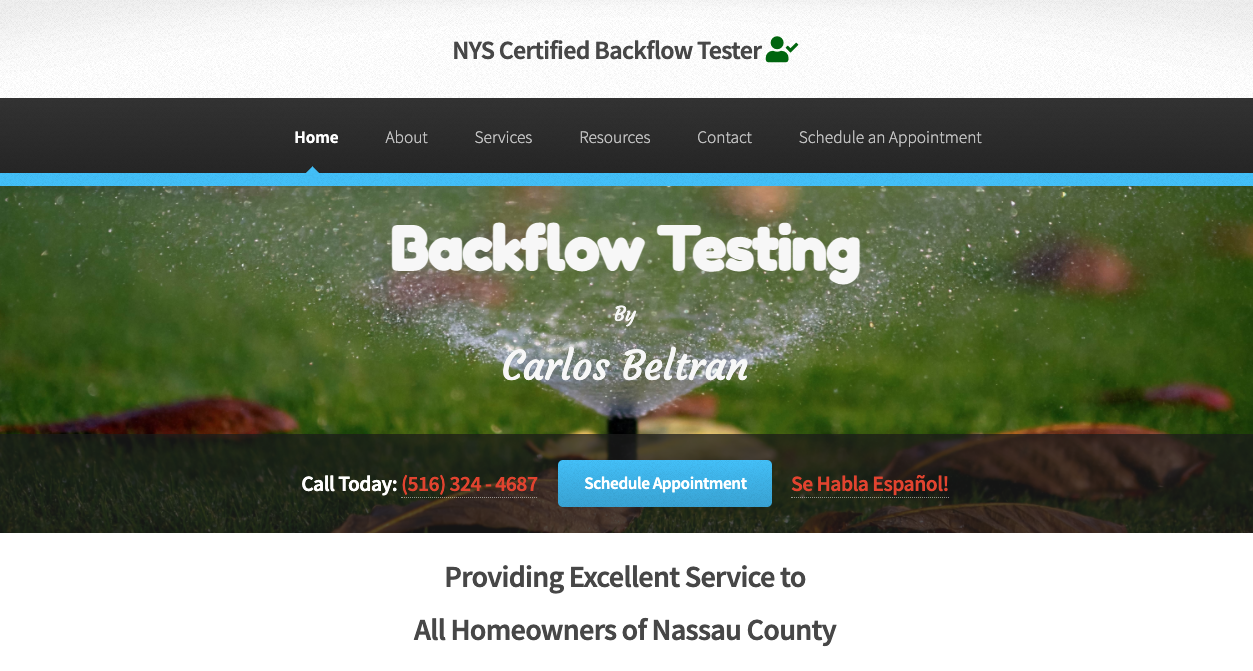 NYS Certified Backflow Tester
Home About Services Resources Contact Schedule an Appointment
Backflow Testing
By
Carlos Beltran
Call Today: (516) 324 - 4687 Schedule Appointment Se Habla Español!
Providing Excellent Service to
All Homeowners of Nassau County